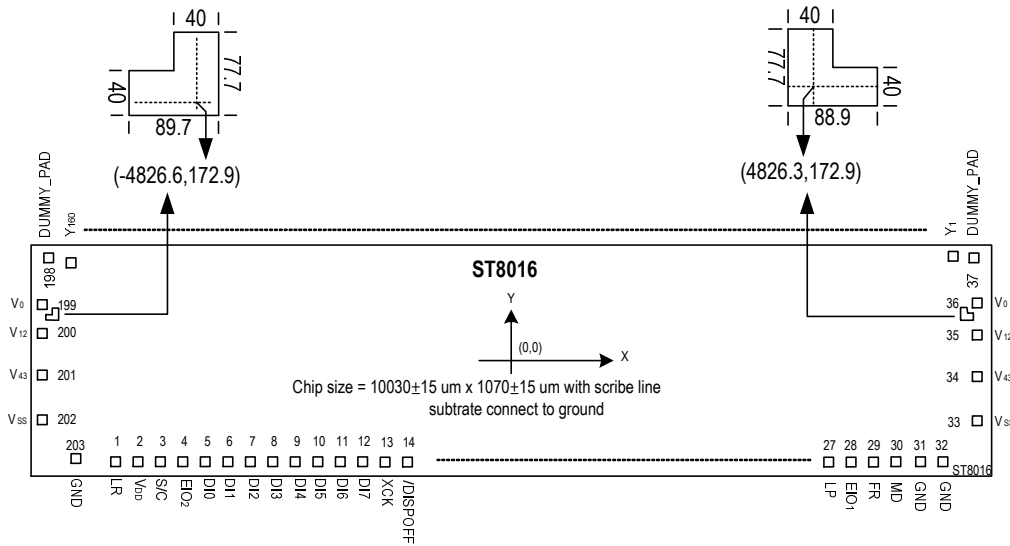 40
77.7
40
89.7
(-4826.6,172.9)
40
77.7
40
88.9
(4826.3,172.9)
DUMMY_PAD
Y160
Y1
DUMMY_PAD
198
37
ST8016
V0
199
36
V0
V12
200
35
V12
V43
201
34
V43
VSS
202
33
VSS
Y
(0,0)
X
Chip size = 10030±15 um x 1070±15 um with scribe line
subtrate connect to ground
203
1
2
3
4
5
6
7
8
9
10
11
12
13
14
27
28
29
30
31
32
ST8016
GND
LR
VDD
S/C
EIO2
DI0
DI1
DI2
DI3
DI4
DI5
DI6
DI7
XCK
/DISPOFF
LP
EIO1
FR
MD
GND
GND